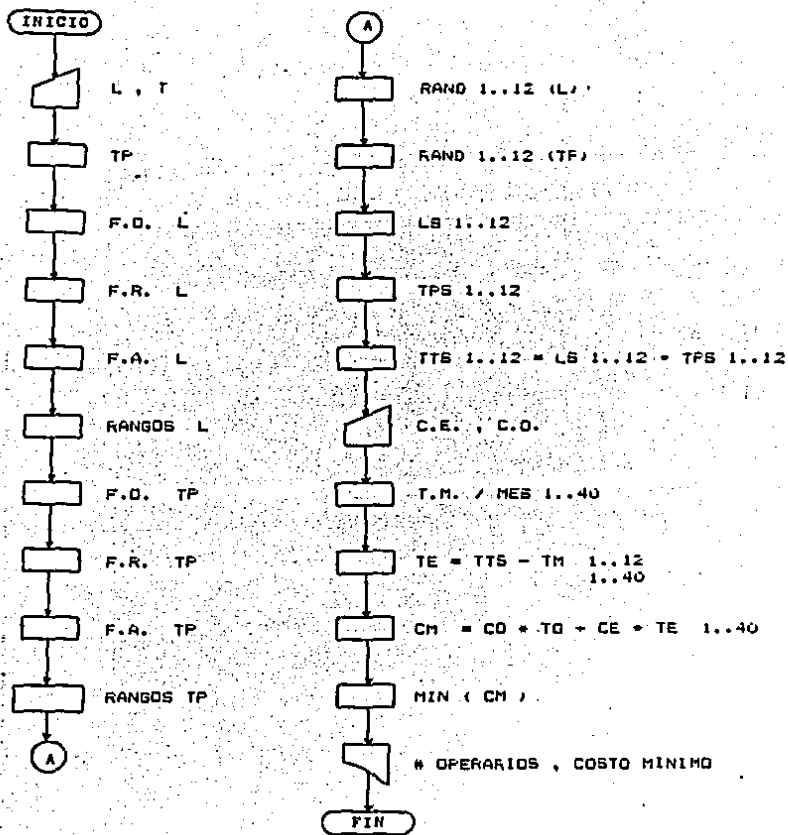 INICIO
L , T
TP
F.O. L
F.R. L
F.A. L
RANGOS L
F.O. TP
F.R. TP
F.A. TP
RANGOS TP
A
A
RAND 1..12 (L)
RAND 1..12 (TP)
LS 1..12
TPS 1..12
TTS 1..12 = LS 1..12 * TPS 1..12
C.E. , C.O.
T.M. / MES 1..40
TE = TTS - TM 1..12
1..40
CM = CO * TO + CE * TE 1..40
MIN ( CM )
# OPERARIOS , COSTO MINIMO
FIN